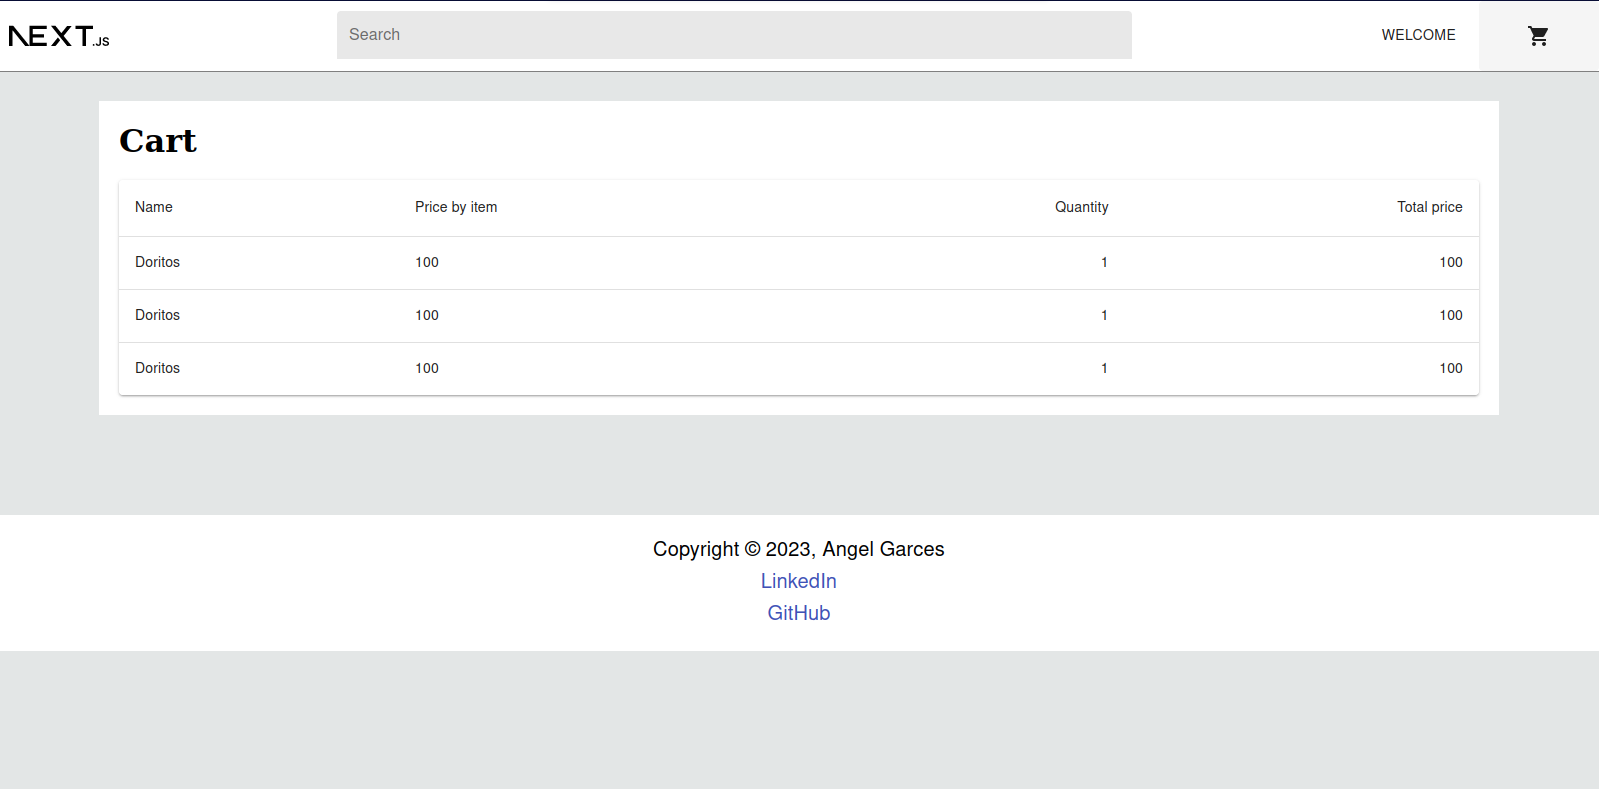 NEXT.JS Search WELCOME
Cart
Name Price by item Quantity Total price
Doritos 100 1 100
Doritos 100 1 100
Doritos 100 1 100
Copyright © 2023, Angel Garces
LinkedIn
GitHub